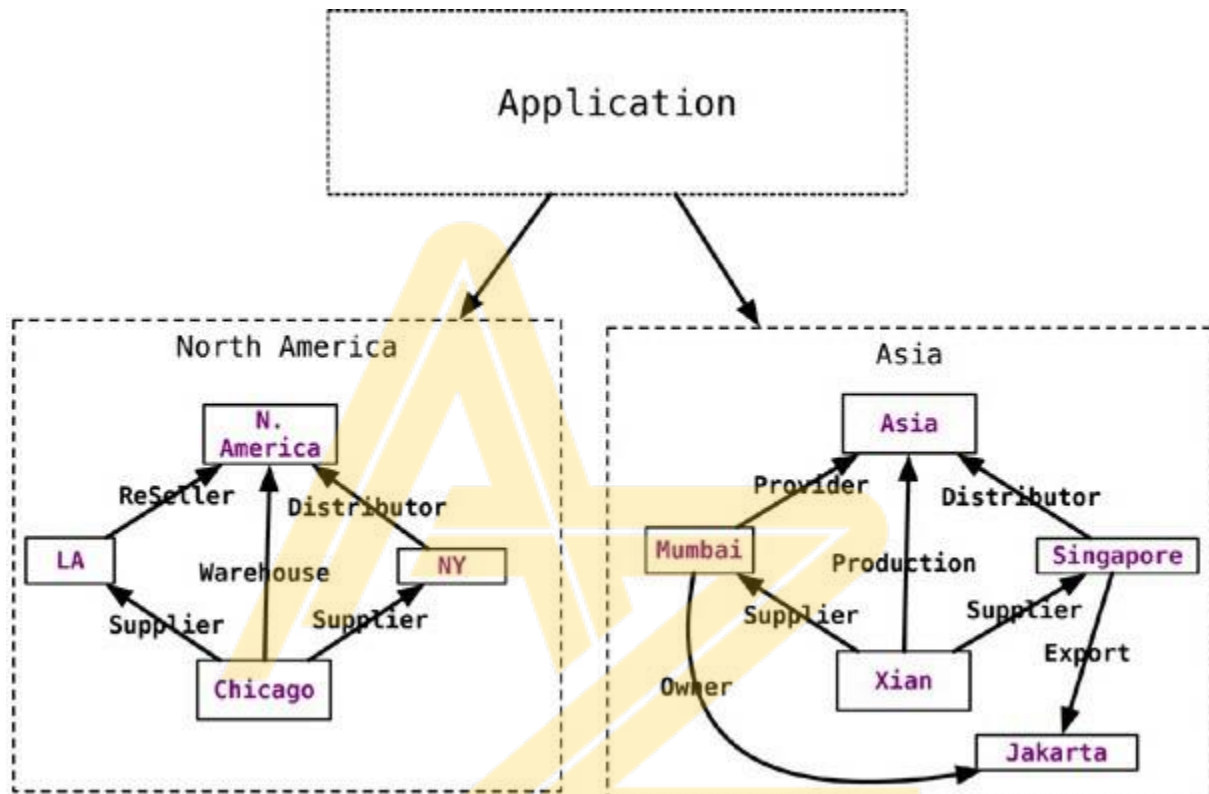 Application
North America
N.
America
ReSeller
Distributor
LA
NY
Warehouse
Supplier
Supplier
Chicago
Asia
Asia
Provider
Distributor
Mumbai
Singapore
Production
Supplier
Supplier
Export
Owner
Xian
Jakarta